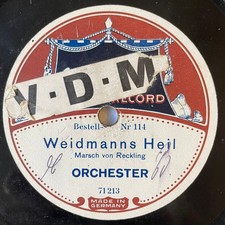 V·D·M
RECORD
Bestell- Nr 114
Weidmanns Heil
Marsch von Reckling
ORCHESTER
71213
MADE IN
GERMANY